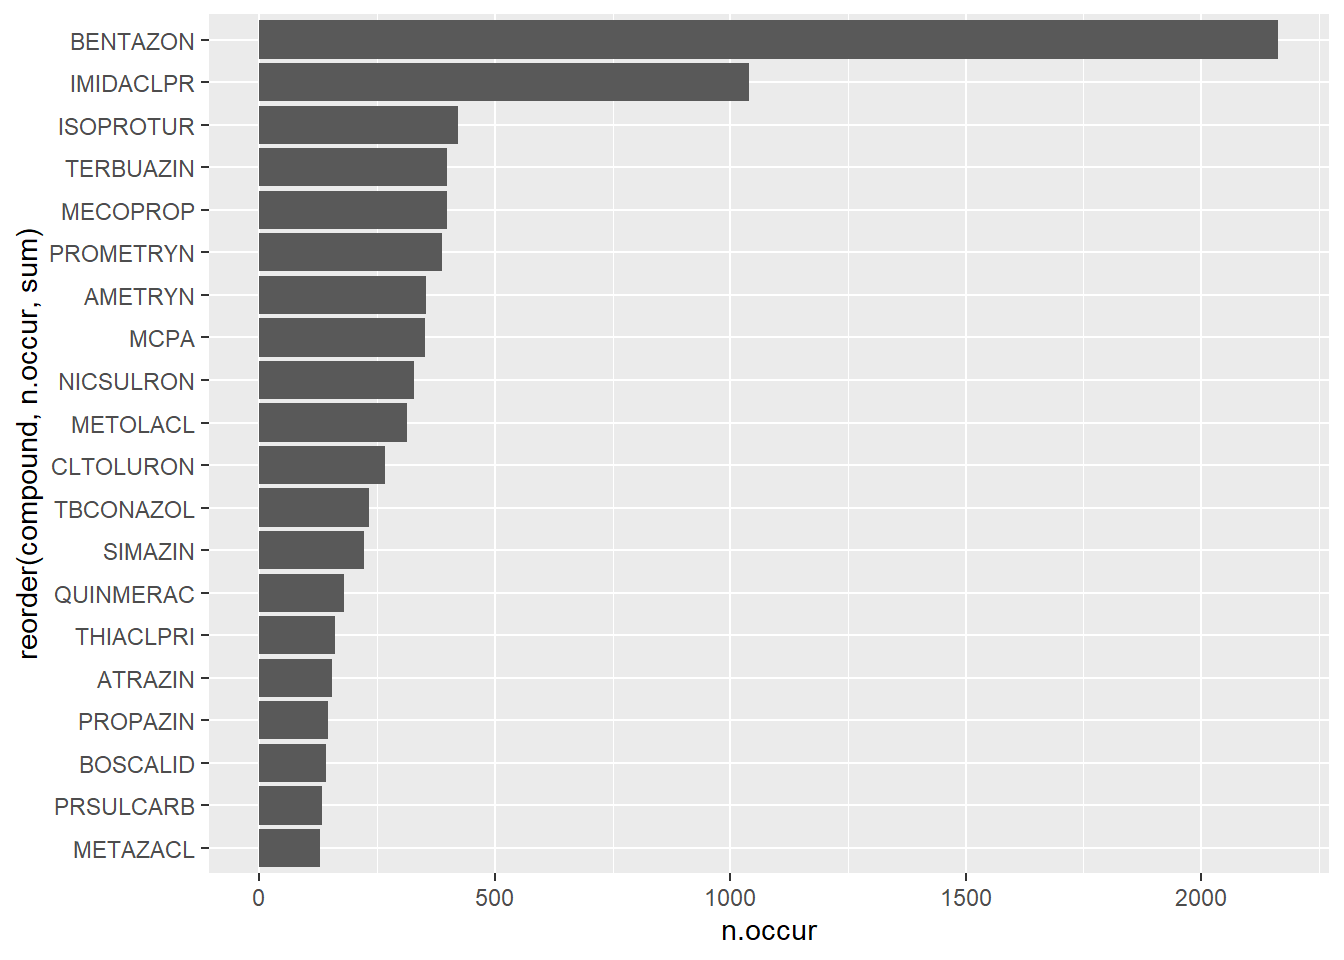 BENTAZON
IMIDACLPR
ISOPROTUR
TERBUAZIN
MECOPROP
PROMETRYN
AMETRYN
MCPA
NICSULRON
METOLACL
CLTOLURON
TBCONAZOL
SIMAZIN
QUINMERAC
THIACLPRI
ATRAZIN
PROPAZIN
BOSCALID
PRSULCARB
METAZACL
reorder(compound, n.occur, sum)
0 500 1000 1500 2000
n.occur